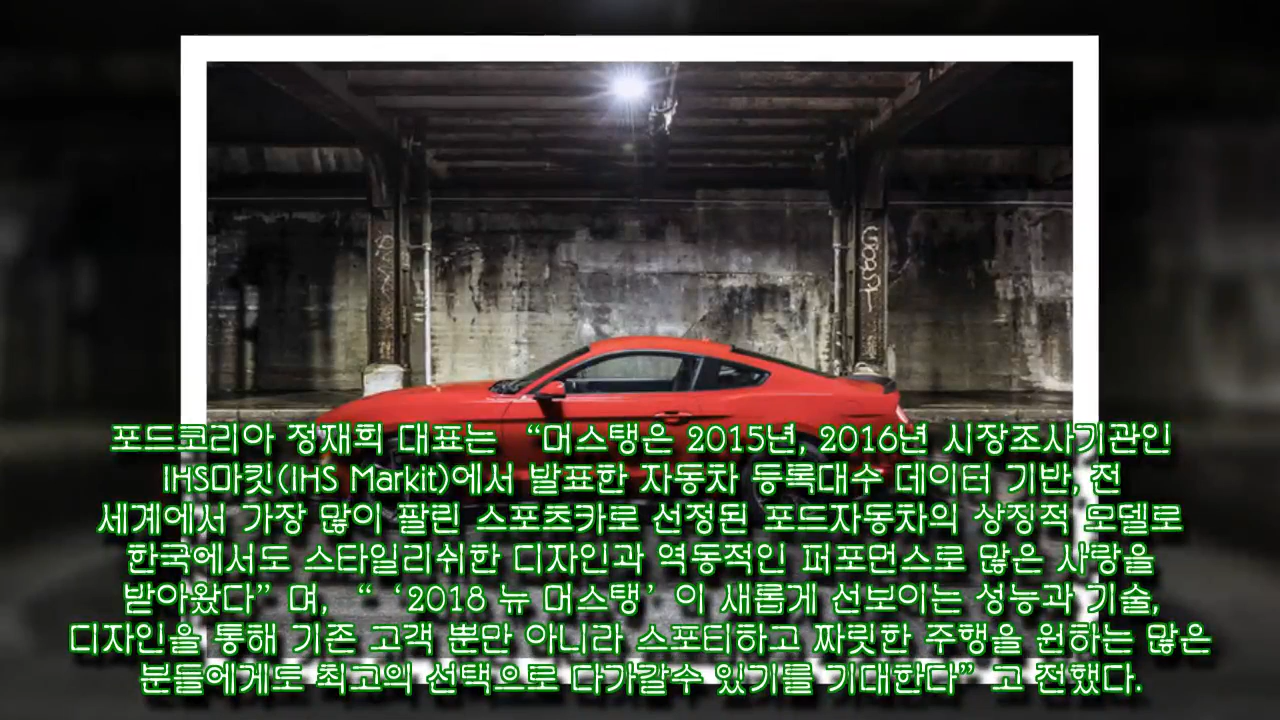 포드코리아 정재희 대표는 “머스탱은 2015년, 2016년 시장조사기관인
IHS마킷(IHS Markit)에서 발표한 자동차 등록대수 데이터 기반, 전
세계에서 가장 많이 팔린 스포츠카로 선정된 포드자동차의 상징적 모델로
한국에서도 스타일리쉬한 디자인과 역동적인 퍼포먼스로 많은 사랑을
받아왔다” 며, “ ‘2018 뉴 머스탱’ 이 새롭게 선보이는 성능과 기술,
디자인을 통해 기존 고객 뿐만 아니라 스포티하고 짜릿한 주행을 원하는 많은
분들에게도 최고의 선택으로 다가갈수 있기를 기대한다” 고 전했다.